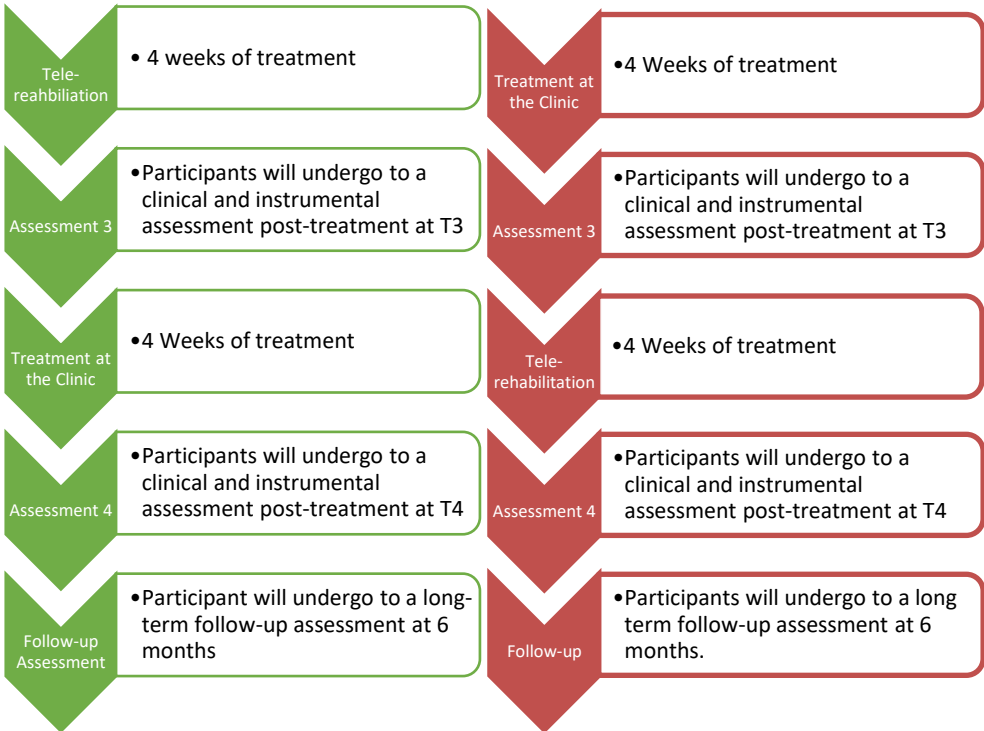 Tele-
reahbiliation
• 4 weeks of treatment
Assessment 3
•Participants will undergo to a
clinical and instrumental
assessment post-treatment at T3
Treatment at
the Clinic
•4 Weeks of treatment
Assessment 4
•Participants will undergo to a
clinical and instrumental
assessment post-treatment at T4
Follow-up
Assessment
•Participant will undergo to a long-
term follow-up assessment at 6
months
Treatment at
the Clinic
•4 Weeks of treatment
Assessment 3
•Participants will undergo to a
clinical and instrumental
assessment post-treatment at T3
Tele-
rehabilitation
•4 Weeks of treatment
Assessment 4
•Participants will undergo to a
clinical and instrumental
assessment post-treatment at T4
Follow-up
•Participants will undergo to a long
term follow-up assessment at 6
months.